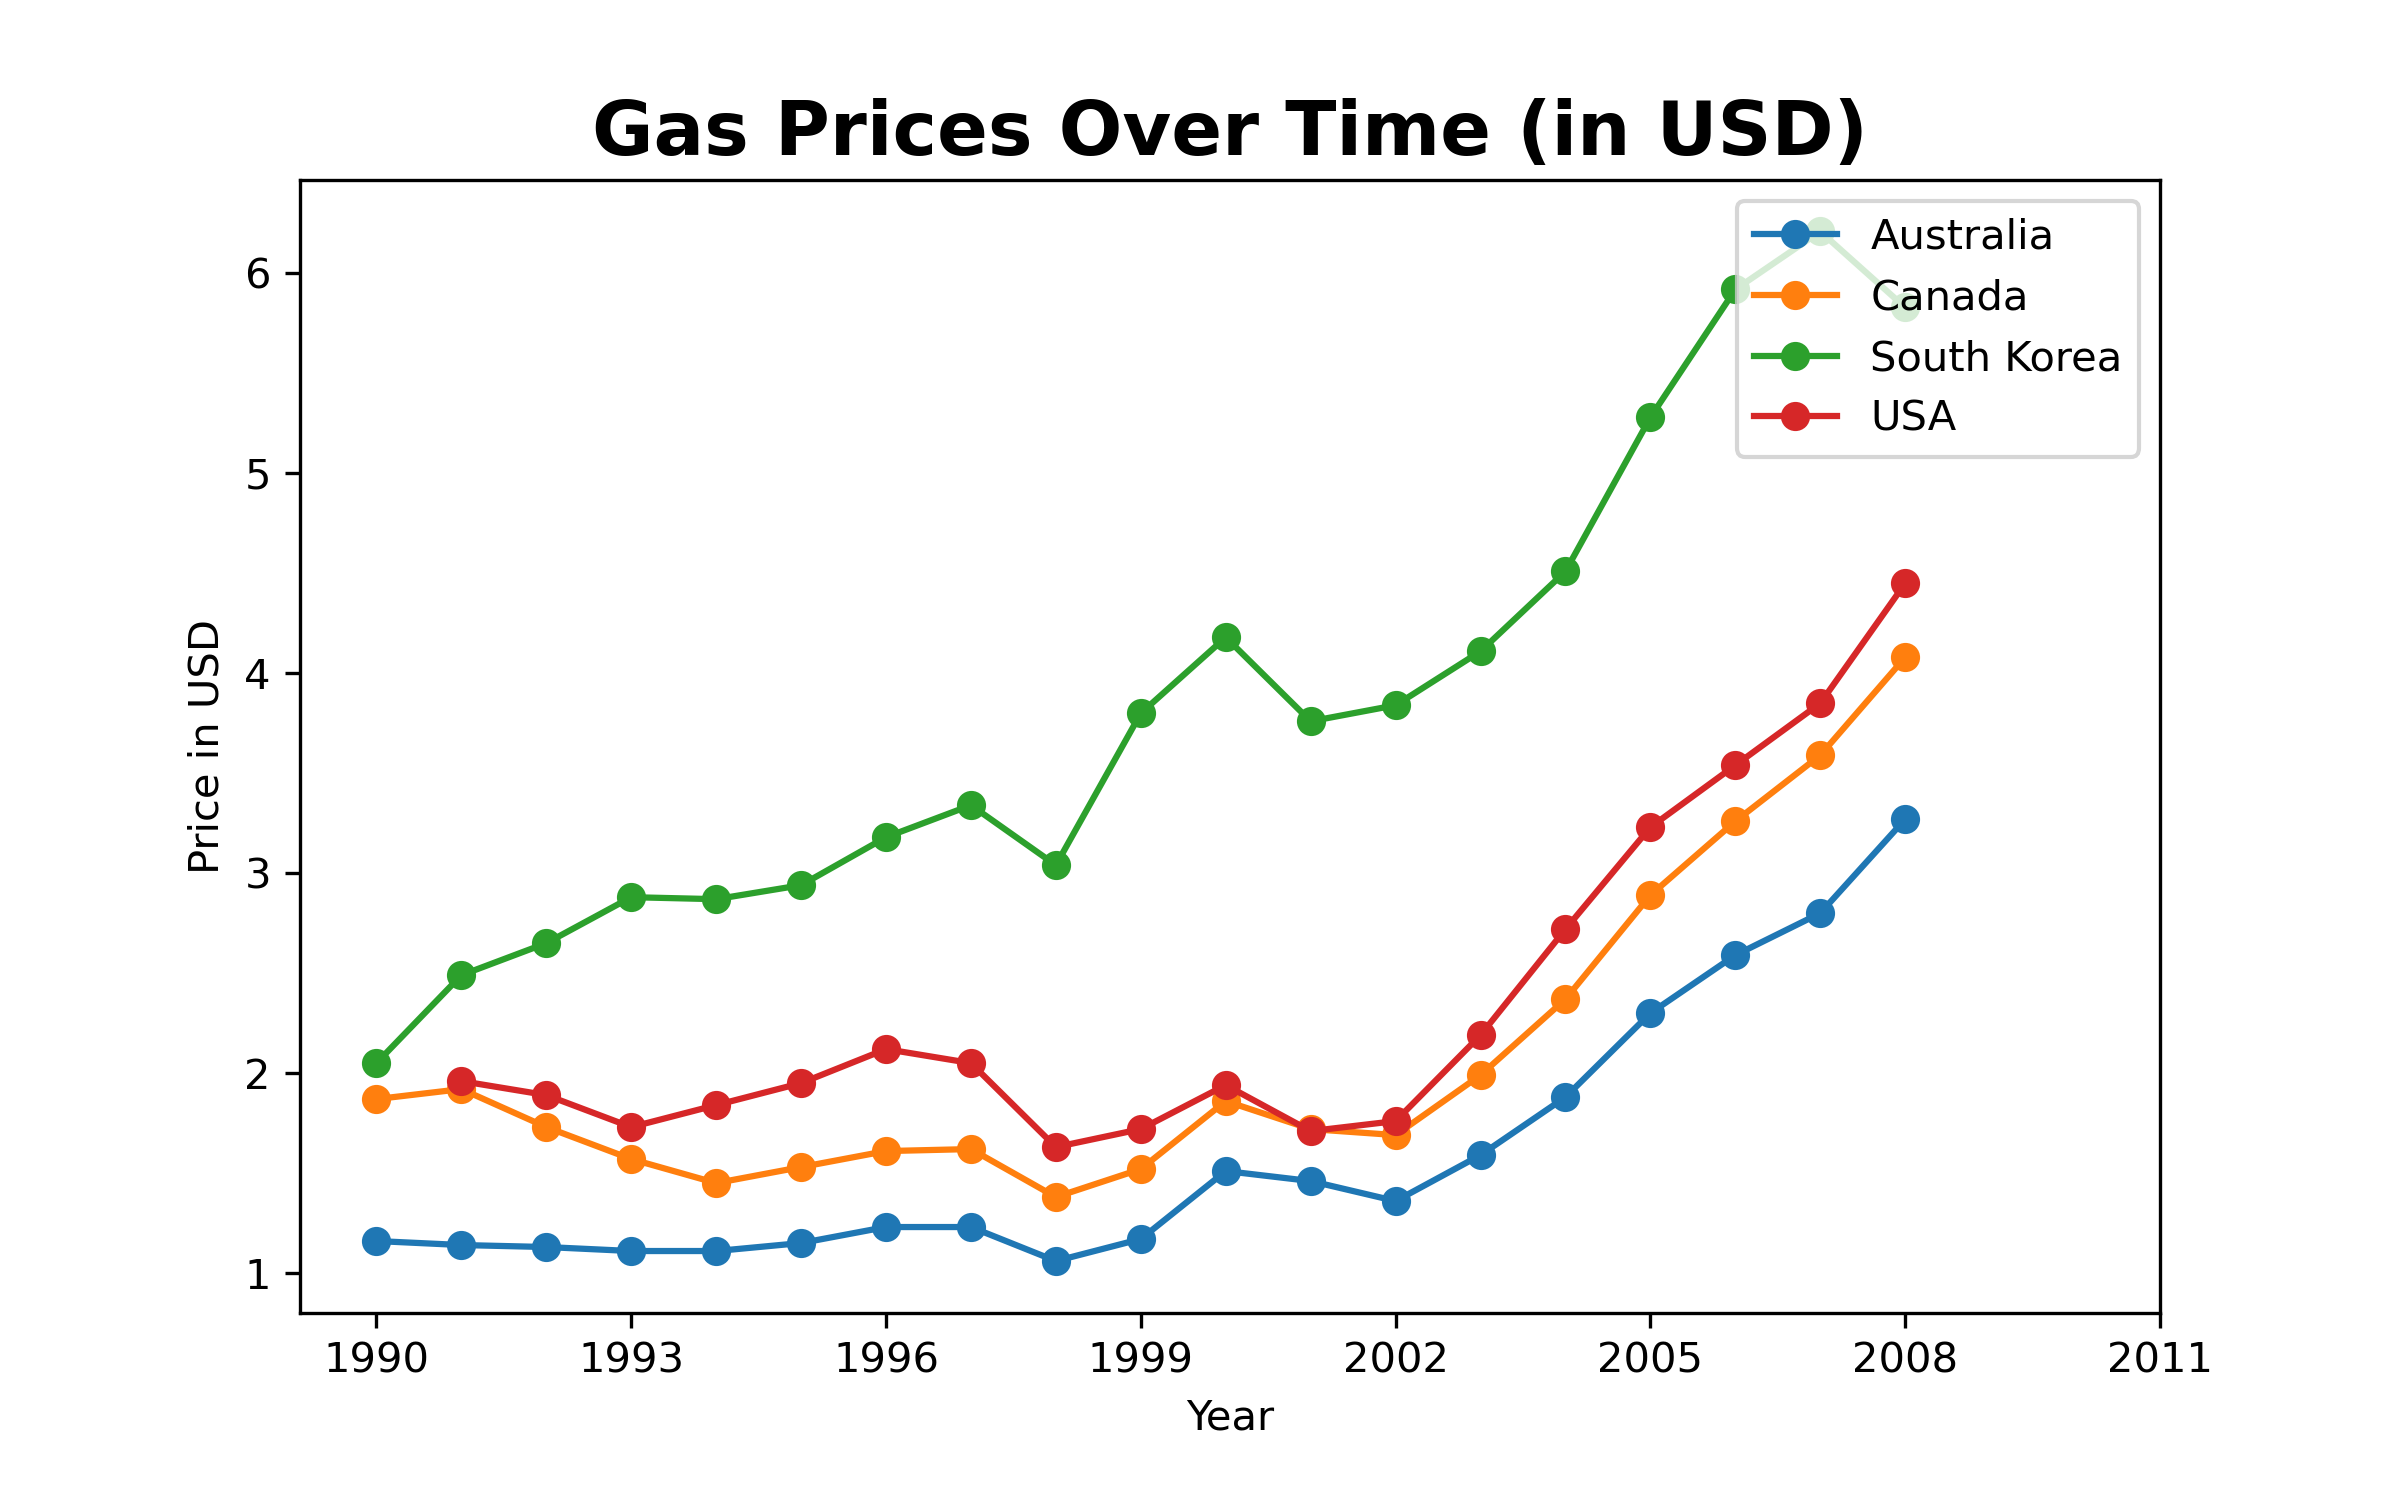 Gas Prices Over Time (in USD)
Australia
Canada
South Korea
USA
6
5
4
3
2
1
Price in USD
1990 1993 1996 1999 2002 2005 2008 2011
Year